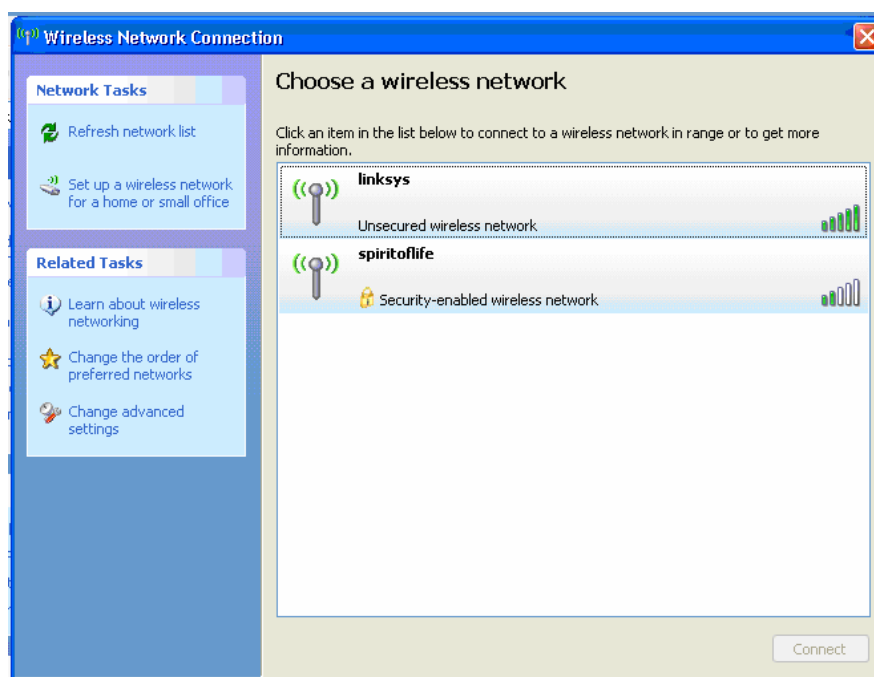 Wireless Network Connection
Network Tasks
Refresh network list
Set up a wireless network
for a home or small office
Related Tasks
Learn about wireless
networking
Change the order of
preferred networks
Change advanced
settings
Choose a wireless network
Click an item in the list below to connect to a wireless network in range or to get more
information.
linksys
Unsecured wireless network
spiritoflife
Security-enabled wireless network
Connect